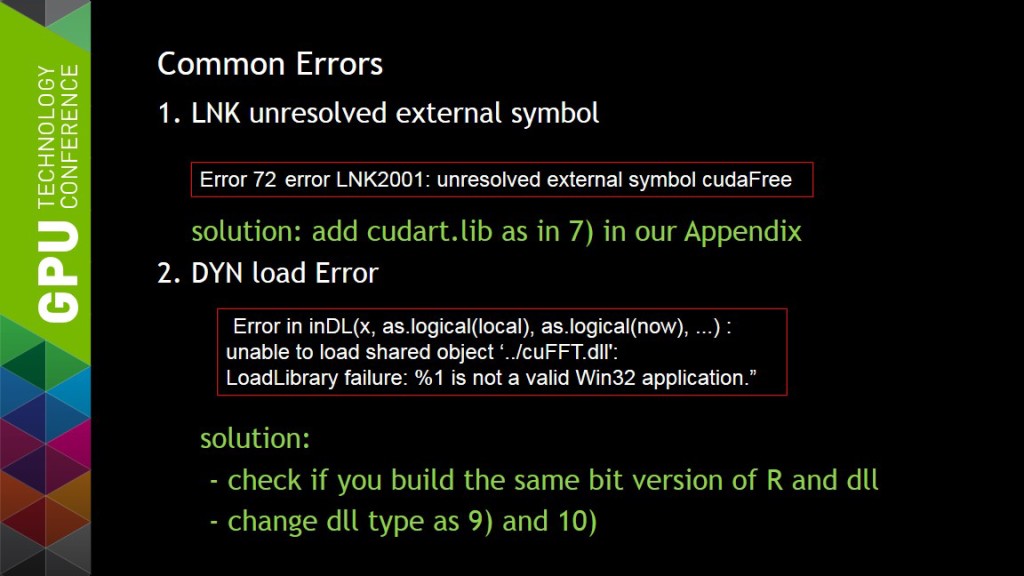 GPU TECHNOLOGY
CONFERENCE
Common Errors
1. LNK unresolved external symbol
Error 72 error LNK2001: unresolved external symbol cudaFree
solution: add cudart.lib as in 7) in our Appendix
2. DYN load Error
Error in inDL(x, as.logical(local), as.logical(now), ...) :
unable to load shared object ‘../cuFFT.dll':
LoadLibrary failure: %1 is not a valid Win32 application.”
solution:
- check if you build the same bit version of R and dll
- change dll type as 9) and 10)